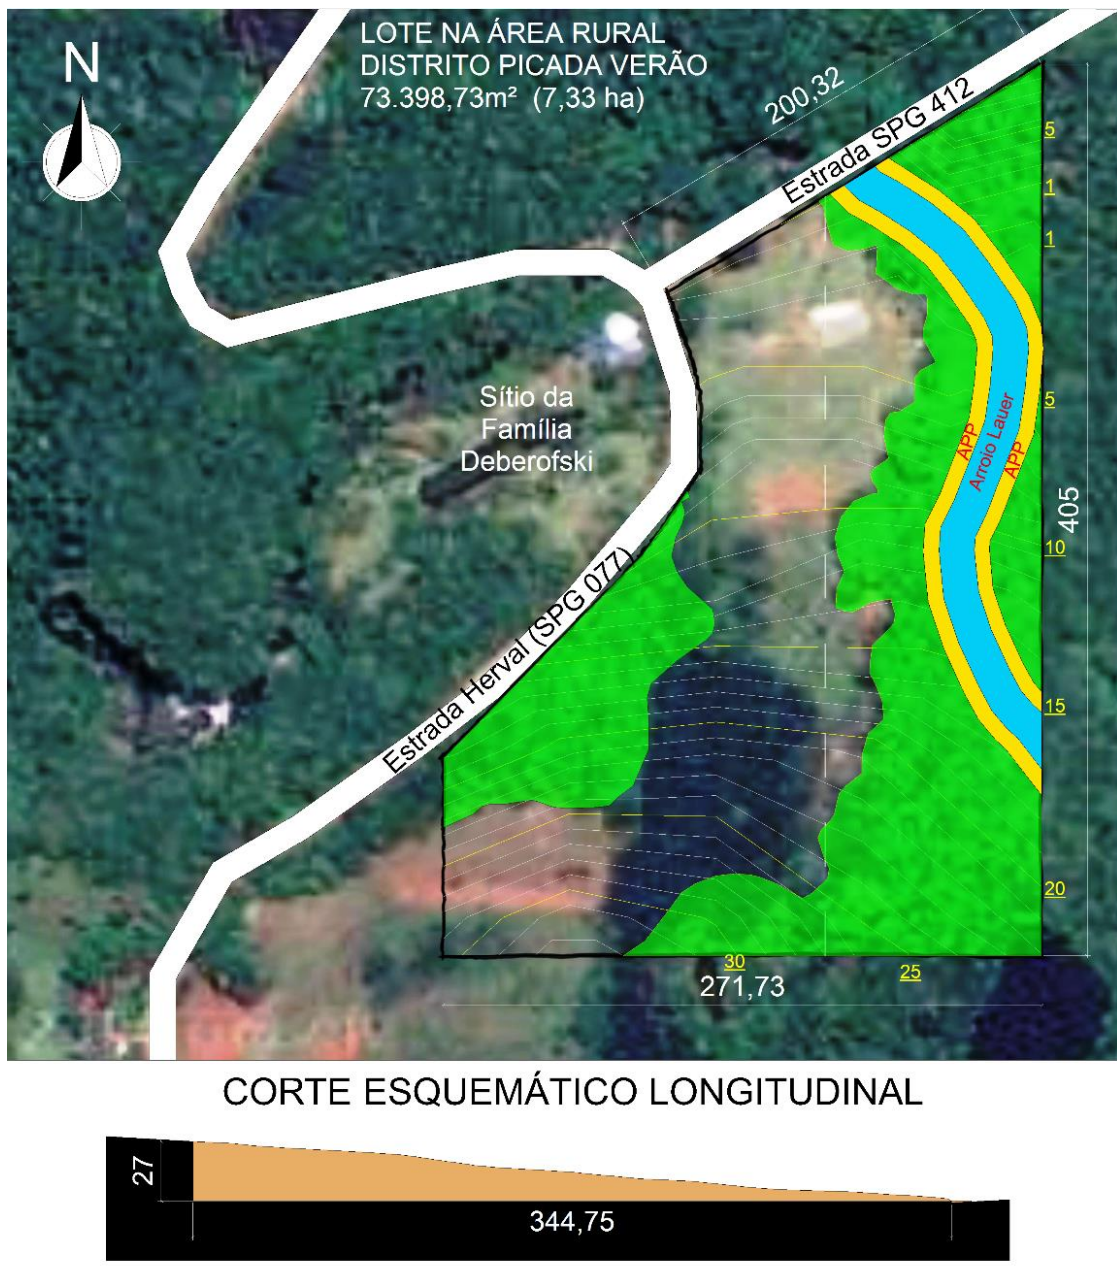 N
LOTE NA ÁREA RURAL
DISTRITO PICADA VERÃO
73.398,73m² (7,33 ha)
200,32
Estrada SPG 412
5
1
1
Sítio da
Família
Deberofski
APP
Arroio Lauer
APP
5
405
10
Estrada Herval (SPG 077)
15
20
30
25
271,73
CORTE ESQUEMÁTICO LONGITUDINAL
27
344,75